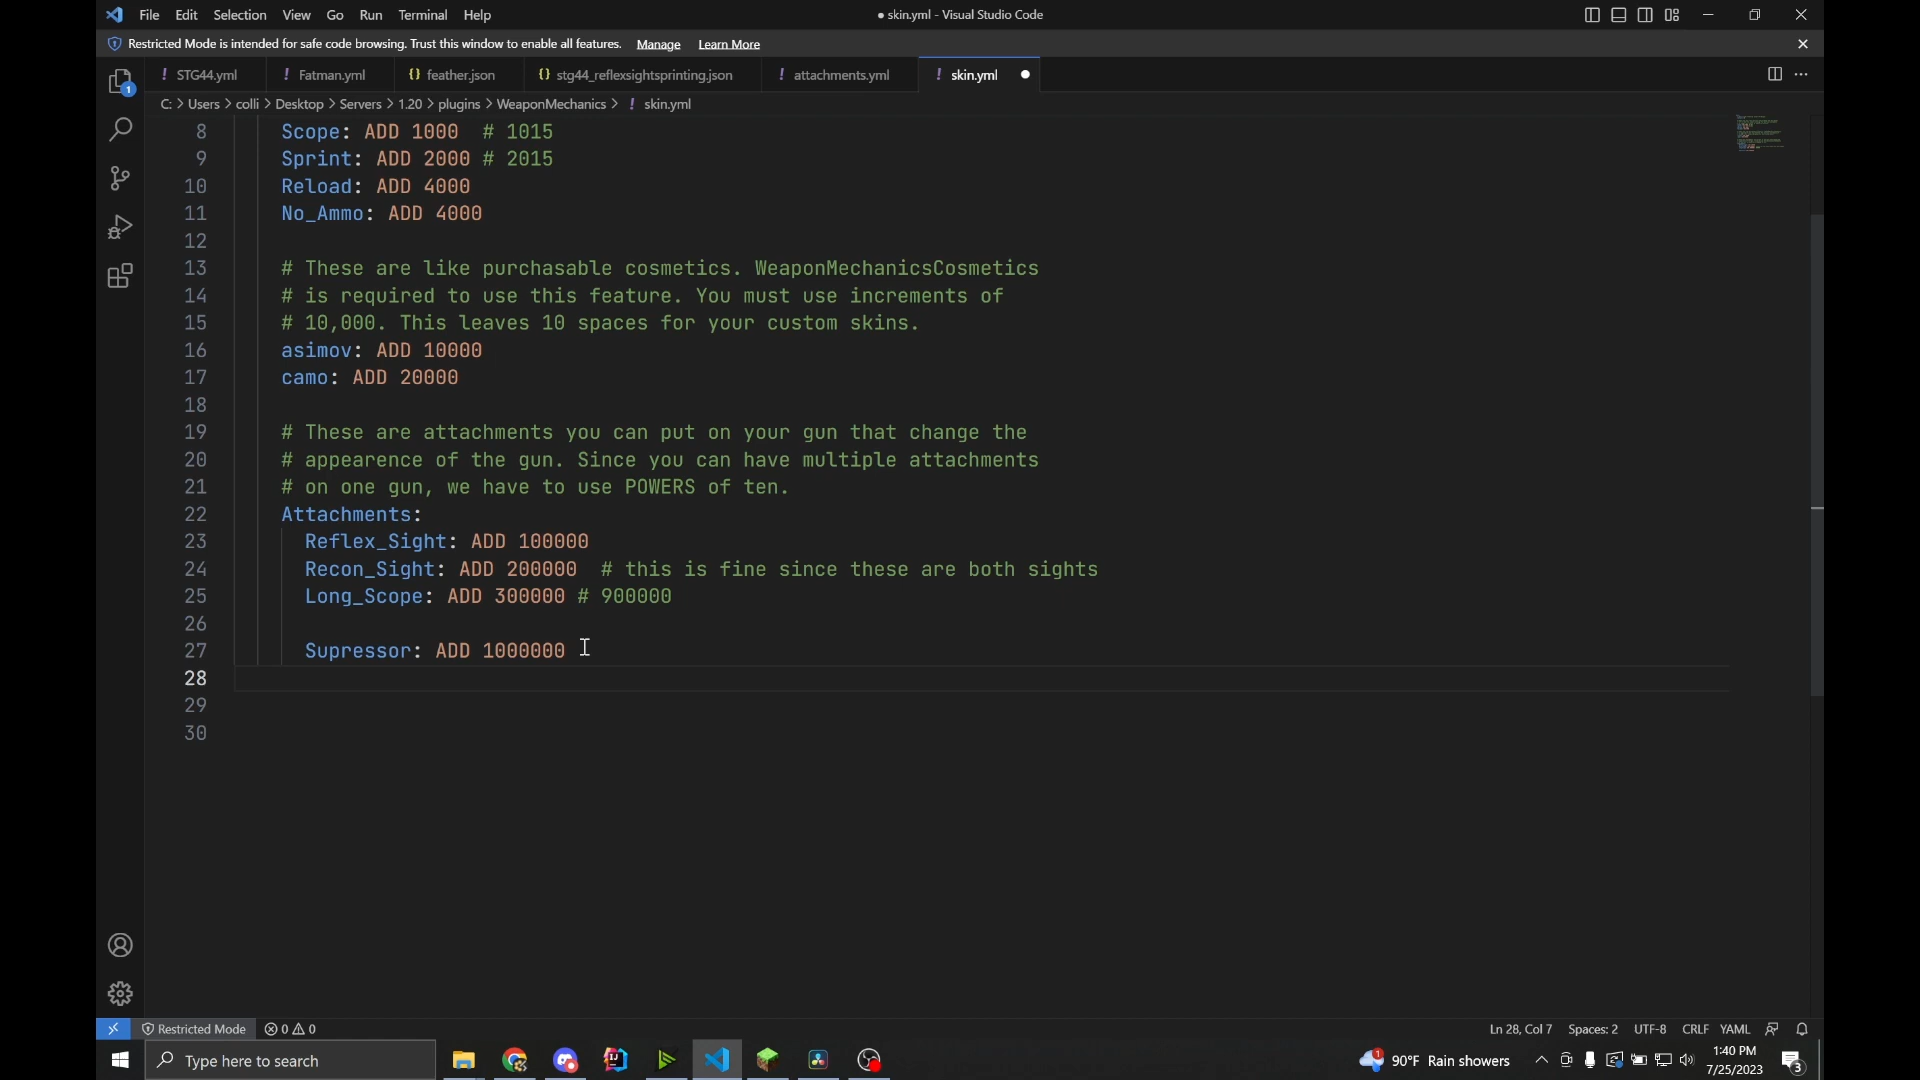 File Edit Selection View Go Run Terminal Help
● skin.yml - Visual Studio Code
Restricted Mode is intended for safe code browsing. Trust this window to enable all features. Manage Learn More
STG44.yml Fatman.yml feather.json stg44_reflexsightsprinting.json attachments.yml skin.yml
C: > Users > colli > Desktop > Servers > 1.20 > plugins > WeaponMechanics > ! skin.yml
8 Scope: ADD 1000 # 1015
9 Sprint: ADD 2000 # 2015
10 Reload: ADD 4000
11 No_Ammo: ADD 4000
12
13 # These are like purchasable cosmetics. WeaponMechanicsCosmetics
14 # is required to use this feature. You must use increments of
15 # 10,000. This leaves 10 spaces for your custom skins.
16 asimov: ADD 10000
17 camo: ADD 20000
18
19 # These are attachments you can put on your gun that change the
20 # appearence of the gun. Since you can have multiple attachments
21 # on one gun, we have to use POWERS of ten.
22 Attachments:
23 Reflex_Sight: ADD 100000
24 Recon_Sight: ADD 200000 # this is fine since these are both sights
25 Long_Scope: ADD 300000 # 900000
26
27 Supressor: ADD 1000000
28
29
30
Restricted Mode 0 0 Ln 28, Col 7 Spaces: 2 UTF-8 CRLF YAML
Type here to search 90°F Rain showers 1:40 PM
7/25/2023